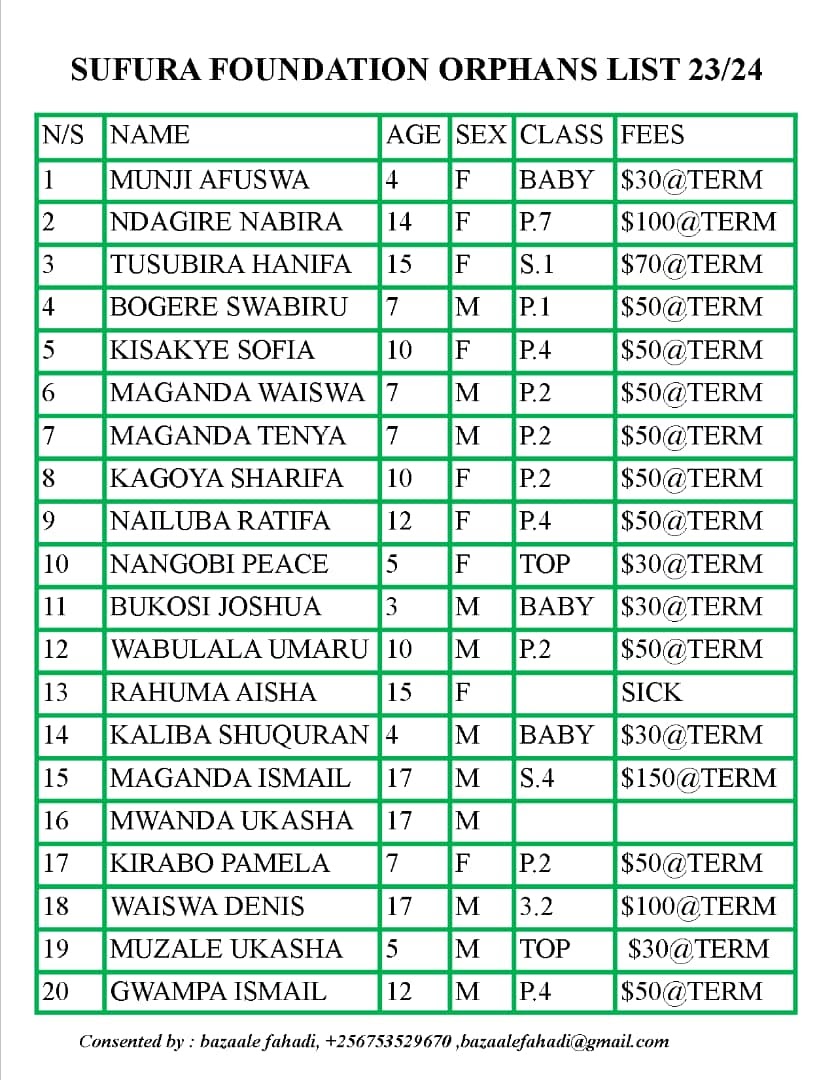 SUFURA FOUNDATION ORPHANS LIST 23/24
N/S NAME AGE SEX CLASS FEES
1 MUNJI AFUSWA 4 F BABY $30@TERM
2 NDAGIRE NABIRA 14 F P.7 $100@TERM
3 TUSUBIRA HANIFA 15 F S.1 $70@TERM
4 BOGERE SWABIRU 7 M P.1 $50@TERM
5 KISAKYE SOFIA 10 F P.4 $50@TERM
6 MAGANDA WAISWA 7 M P.2 $50@TERM
7 MAGANDA TENYA 7 M P.2 $50@TERM
8 KAGOYA SHARIFA 10 F P.2 $50@TERM
9 NAILUBA RATIFA 12 F P.4 $50@TERM
10 NANGOBI PEACE 5 F TOP $30@TERM
11 BUKOSI JOSHUA 3 M BABY $30@TERM
12 WABULALA UMARU 10 M P.2 $50@TERM
13 RAHUMA AISHA 15 F SICK
14 KALIBA SHUQURAN 4 M BABY $30@TERM
15 MAGANDA ISMAIL 17 M S.4 $150@TERM
16 MWANDA UKASHA 17 M
17 KIRABO PAMELA 7 F P.2 $50@TERM
18 WAISWA DENIS 17 M 3.2 $100@TERM
19 MUZALE UKASHA 5 M TOP $30@TERM
20 GWAMPA ISMAIL 12 M P.4 $50@TERM
Consented by : bazaale fahadi, +256753529670 ,bazaalefahadi@gmail.com